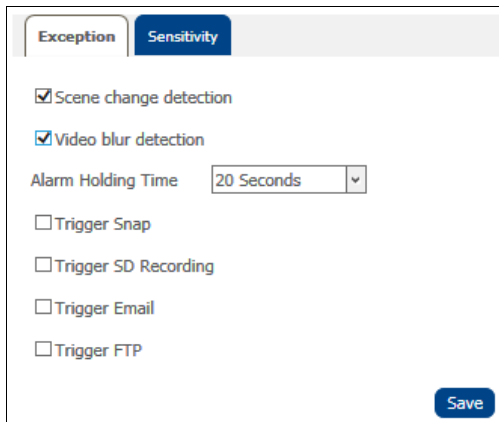 Exception Sensitivity
Scene change detection
Video blur detection
Alarm Holding Time 20 Seconds
Trigger Snap
Trigger SD Recording
Trigger Email
Trigger FTP
Save